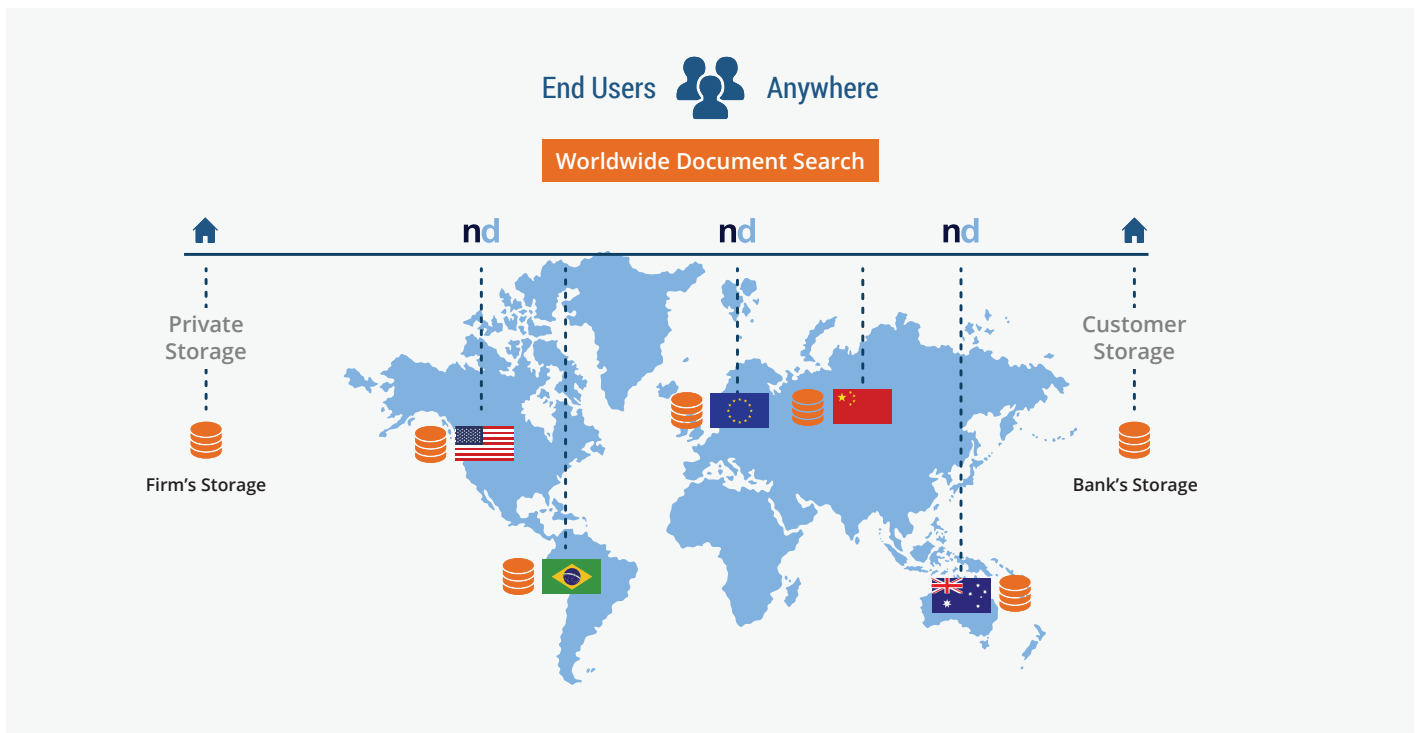 End Users Anywhere
Worldwide Document Search
nd nd nd
Private
Storage
Customer
Storage
Firm’s Storage
Bank’s Storage